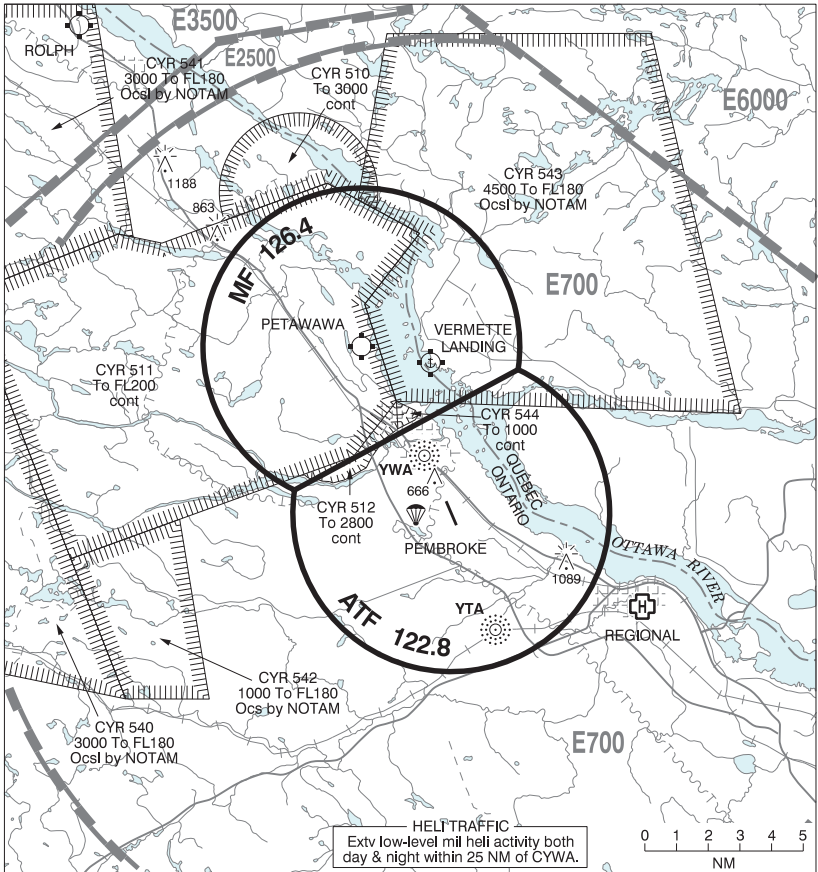 E3500
ROLPH
E2500
CYR 541
3000 To FL180
Ocsl by NOTAM
CYR 510
To 3000
cont
E6000
1188
CYR 543
4500 To FL180
Ocsl by NOTAM
863
MF 126.4
E700
PETAWAWA
VERMETTE
LANDING
CYR 511
To FL200
cont
CYR 544
To 1000
cont
YWA
QUÉBEC
ONTARIO
666
CYR 512
To 2800
cont
PEMBROKE
OTTAWA RIVER
1089
ATF 122.8
YTA
H
REGIONAL
CYR 542
1000 To FL180
Ocs by NOTAM
CYR 540
3000 To FL180
Ocsl by NOTAM
E700
HELI TRAFFIC
Extv low-level mil heli activity both
day & night within 25 NM of CYWA.
0 1 2 3 4 5
NM